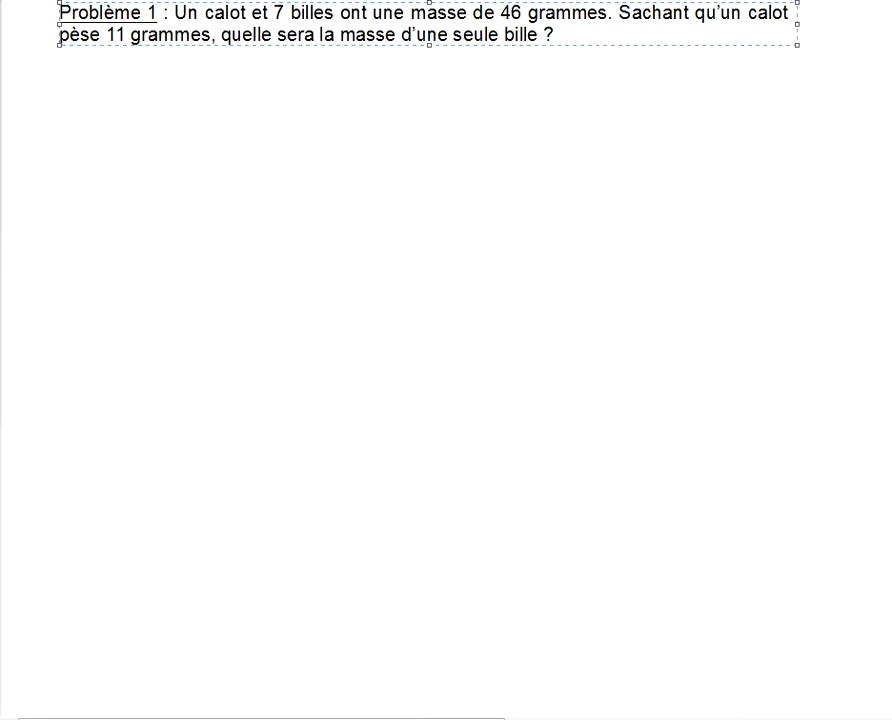 Problème 1 : Un calot et 7 billes ont une masse de 46 grammes. Sachant qu'un calot
pèse 11 grammes, quelle sera la masse d'une seule bille ?